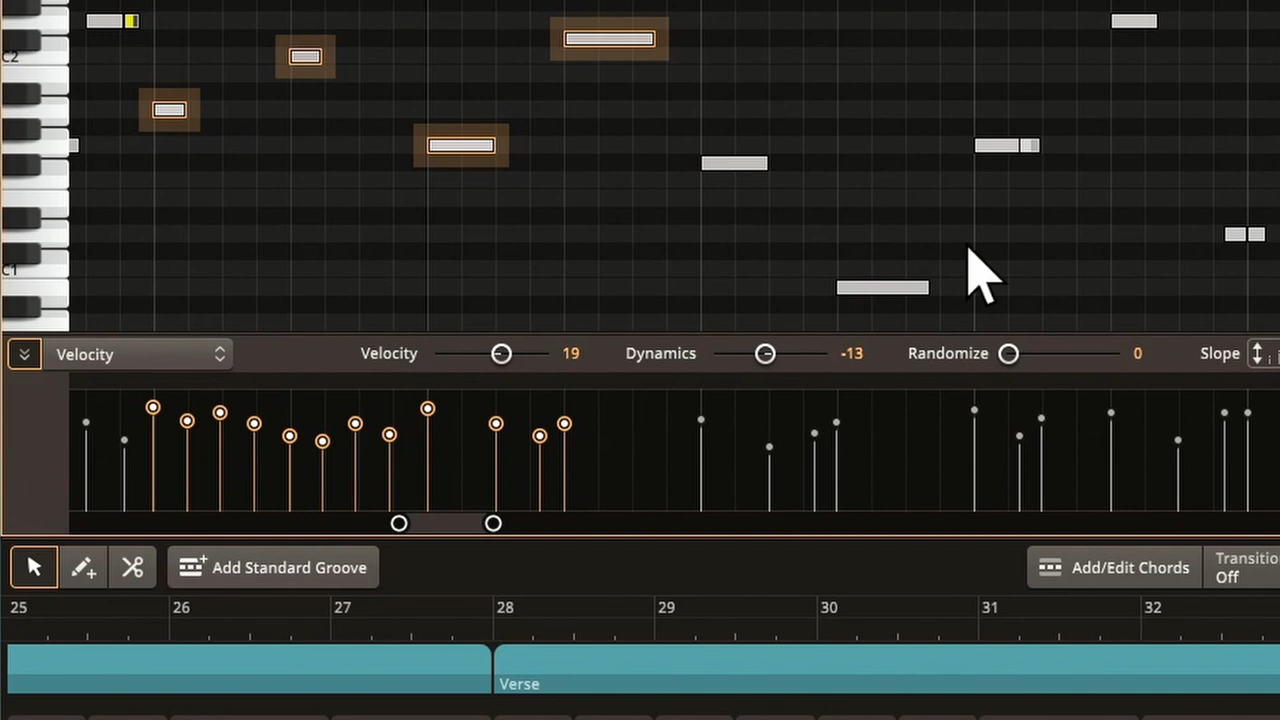 C2
C1
Velocity
Velocity 19 Dynamics -13 Randomize 0 Slope
Add Standard Groove
Add/Edit Chords
Off
25 26 27 28 29 30 31 32
Verse